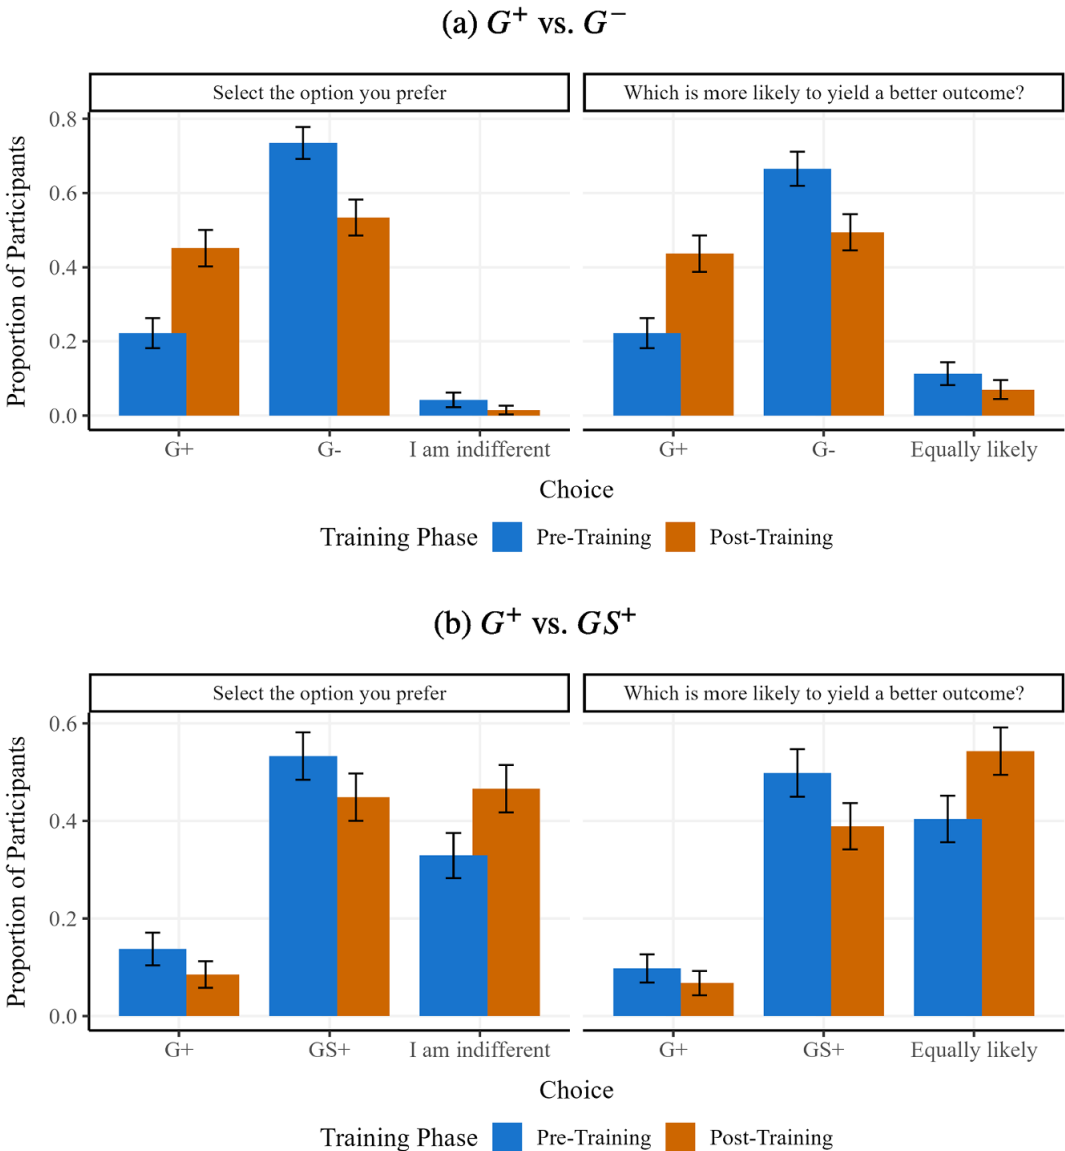 (a) G⁺ vs. G⁻
Select the option you prefer
Which is more likely to yield a better outcome?
Proportion of Participants
0.8
0.6
0.4
0.2
0.0
G+ G- I am indifferent
G+ G- Equally likely
Choice
Training Phase Pre-Training Post-Training
(b) G⁺ vs. GS⁺
Select the option you prefer
Which is more likely to yield a better outcome?
Proportion of Participants
0.6
0.4
0.2
0.0
G+ GS+ I am indifferent
G+ GS+ Equally likely
Choice
Training Phase Pre-Training Post-Training